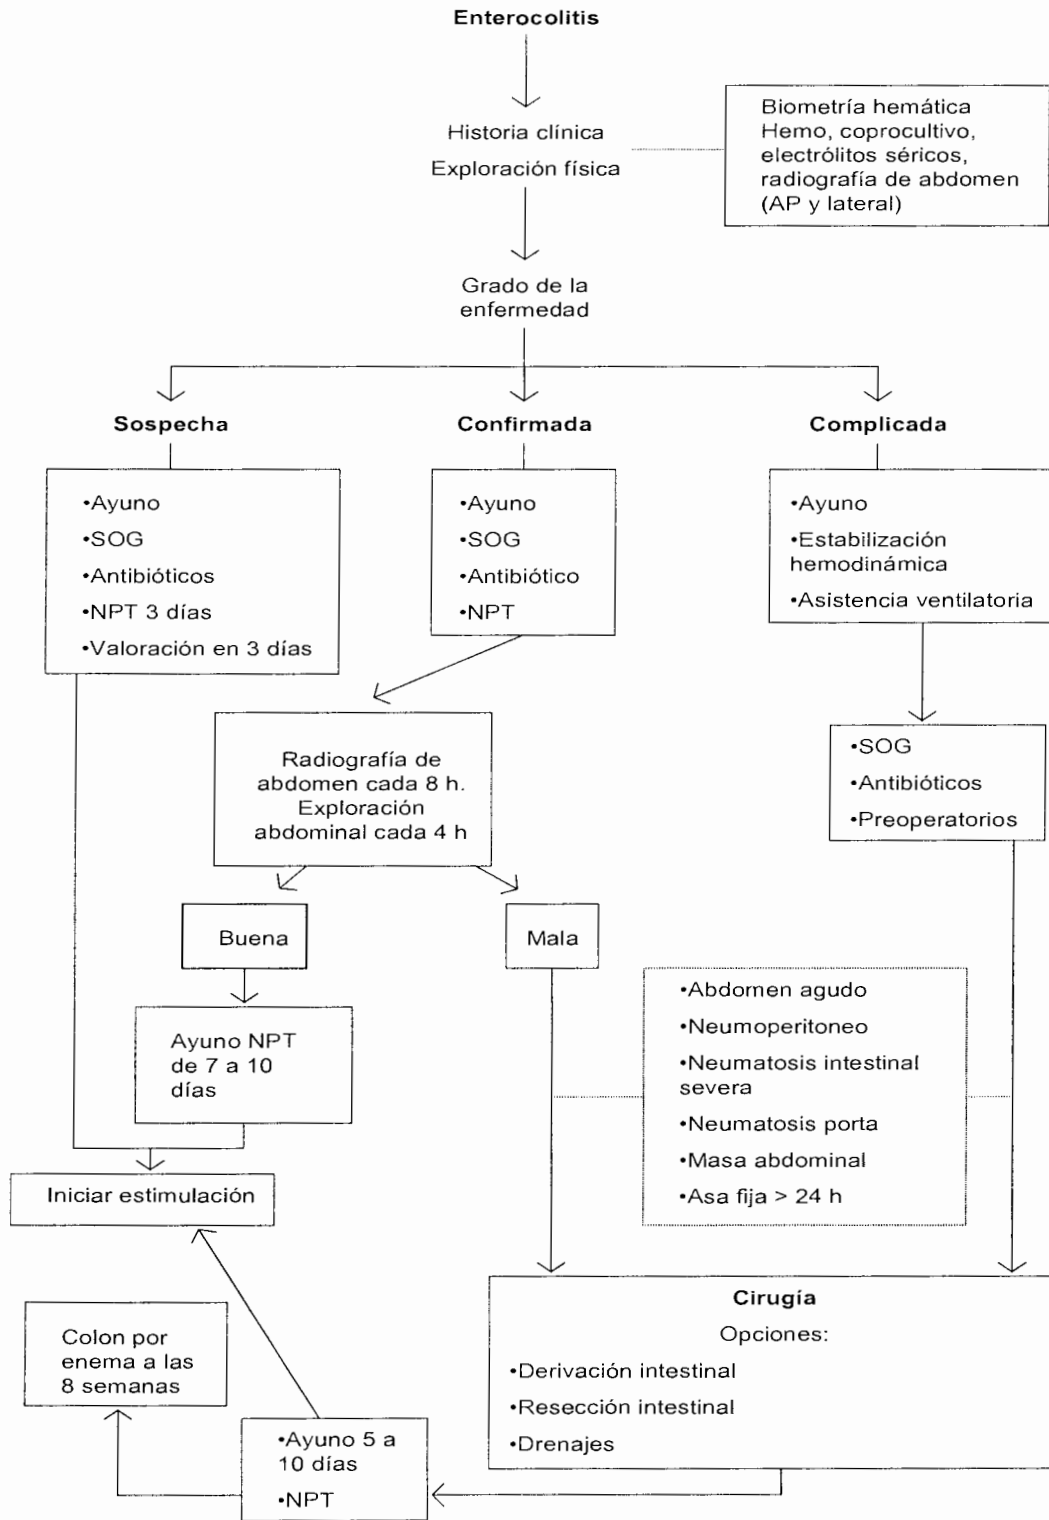 Enterocolitis
Historia clínica
Exploración física
Biometría hemática
Hemo, coprocultivo,
electrólitos séricos,
radiografía de abdomen
(AP y lateral)
Grado de la
enfermedad
Sospecha
•Ayuno
•SOG
•Antibióticos
•NPT 3 días
•Valoración en 3 días
Confirmada
•Ayuno
•SOG
•Antibiótico
•NPT
Complicada
•Ayuno
•Estabilización
hemodinámica
•Asistencia ventilatoria
Radiografía de
abdomen cada 8 h.
Exploración
abdominal cada 4 h
•SOG
•Antibióticos
•Preoperatorios
Buena
Mala
Ayuno NPT
de 7 a 10
días
•Abdomen agudo
•Neumoperitoneo
•Neumatosis intestinal
severa
•Neumatosis porta
•Masa abdominal
•Asa fija > 24 h
Iniciar estimulación
Cirugía
Opciones:
•Derivación intestinal
•Resección intestinal
•Drenajes
Colon por
enema a las
8 semanas
•Ayuno 5 a
10 días
•NPT